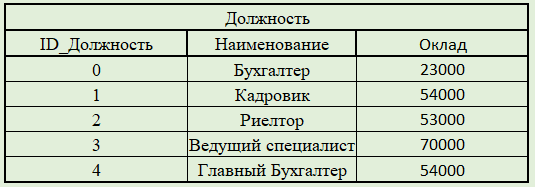 Должность
ID_Должность Наименование Оклад
0 Бухгалтер 23000
1 Кадровик 54000
2 Риелтор 53000
3 Ведущий специалист 70000
4 Главный Бухгалтер 54000